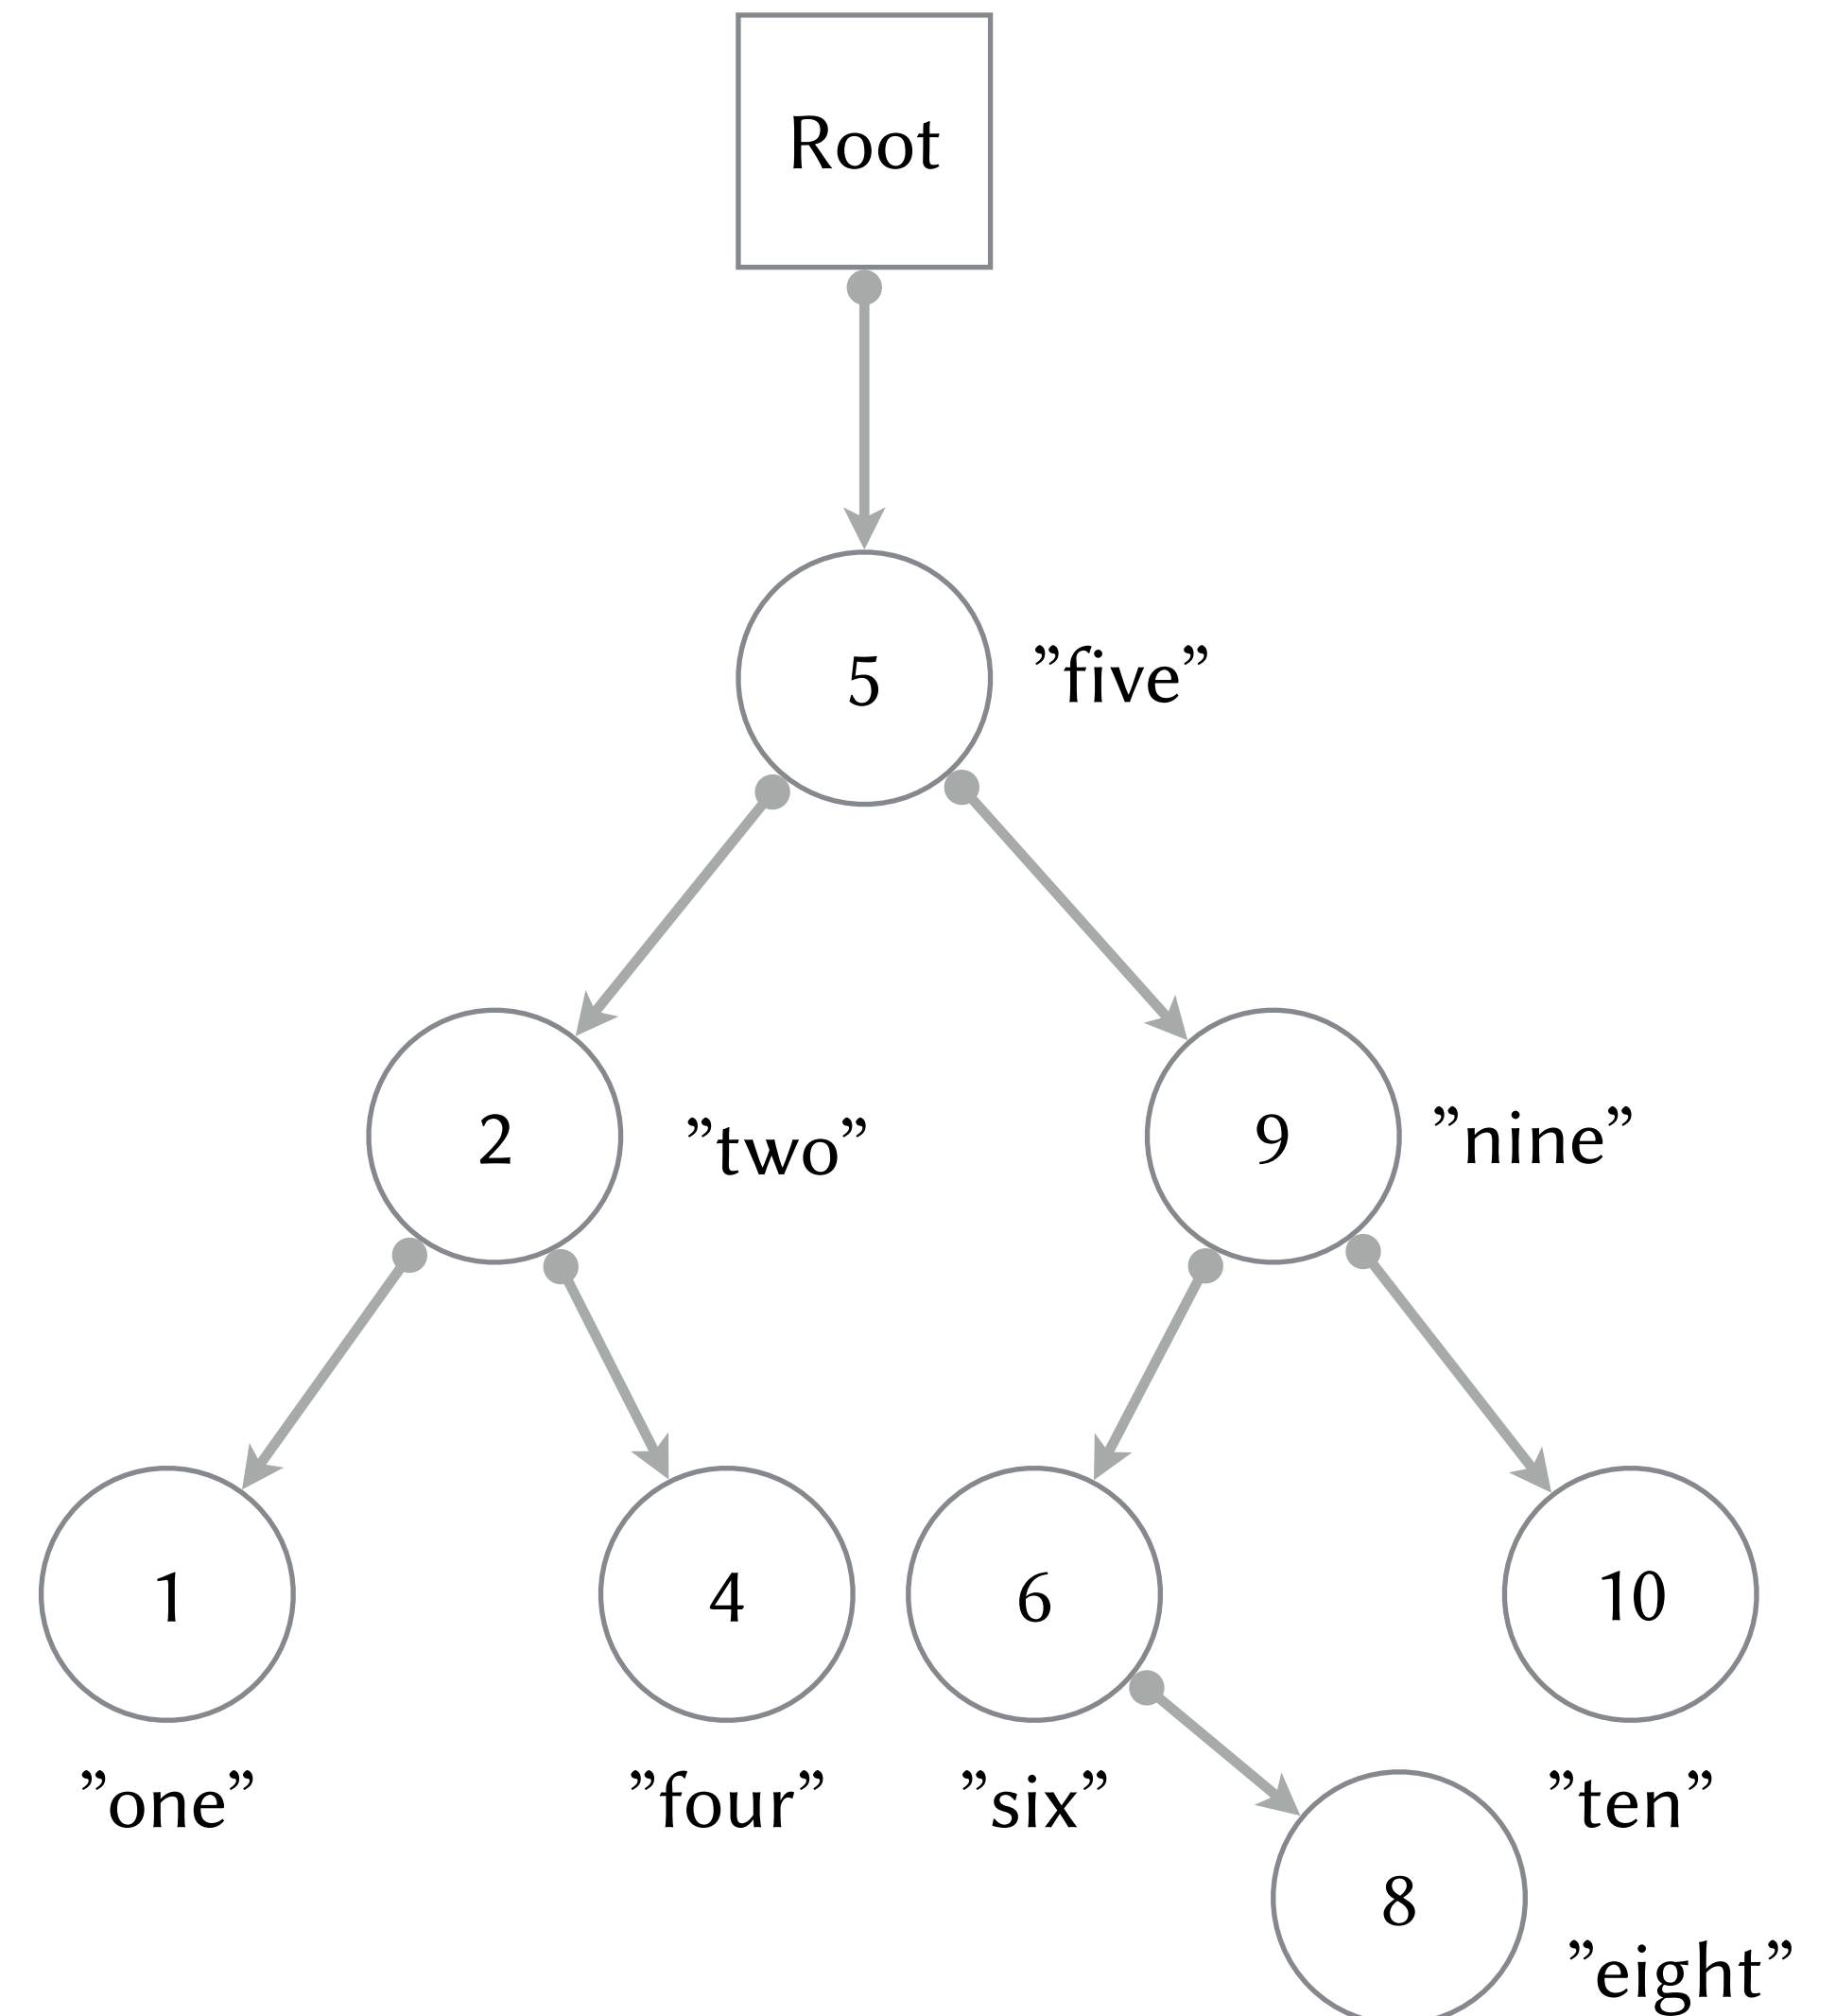 Root
5 ”five”
2 ”two” 9 ”nine”
1 4 6 10
”one” ”four” ”six” ”ten”
8
”eight”